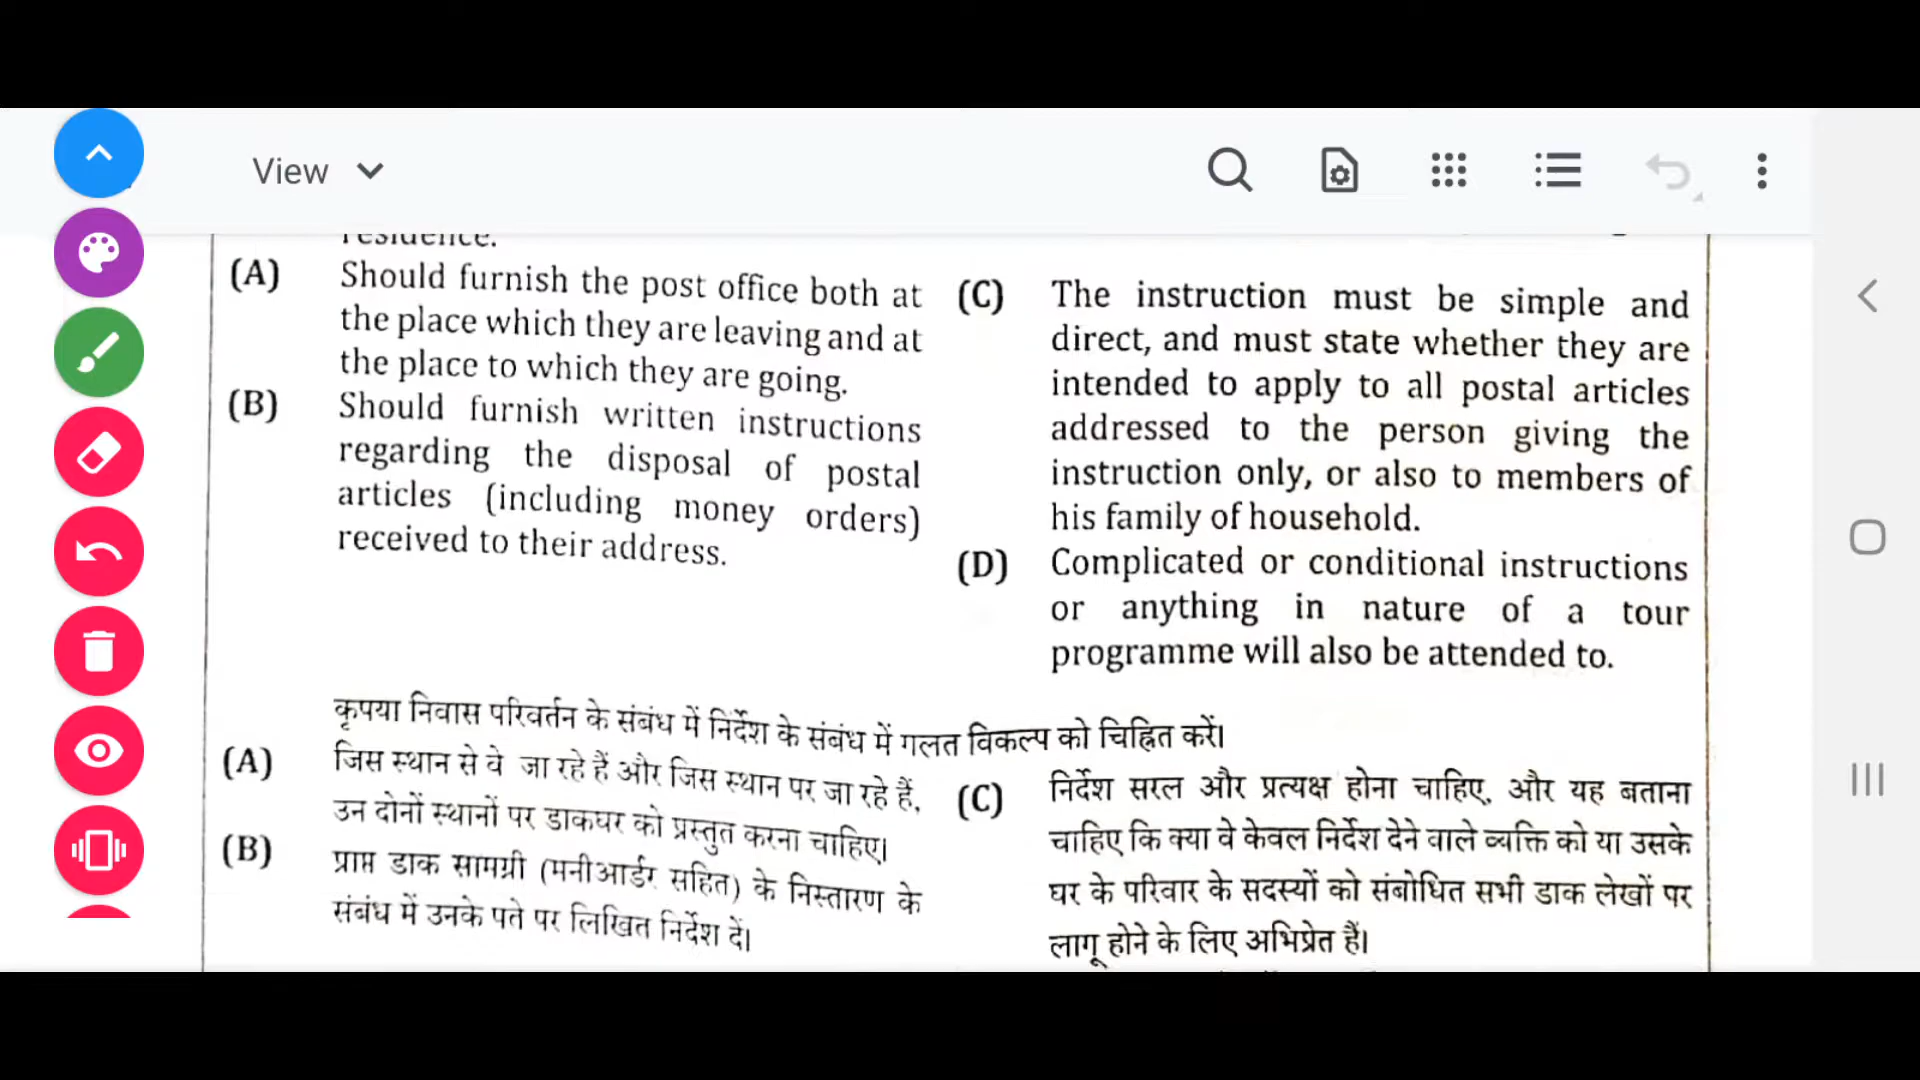 View
residence.
(A) Should furnish the post office both at
the place which they are leaving and at
the place to which they are going.
(B) Should furnish written instructions
regarding the disposal of postal
articles (including money orders)
received to their address.
(C) The instruction must be simple and
direct, and must state whether they are
intended to apply to all postal articles
addressed to the person giving the
instruction only, or also to members of
his family of household.
(D) Complicated or conditional instructions
or anything in nature of a tour
programme will also be attended to.
कृपया निवास परिवर्तन के संबंध में निर्देश के संबंध में गलत विकल्प को चिह्नित करें।
(A) जिस स्थान से वे जा रहे हैं और जिस स्थान पर जा रहे हैं,
उन दोनों स्थानों पर डाकघर को प्रस्तुत करना चाहिए।
(B) प्राप्त डाक सामग्री (मनीआर्डर सहित) के निस्तारण के
संबंध में उनके पते पर लिखित निर्देश दें।
(C) निर्देश सरल और प्रत्यक्ष होना चाहिए, और यह बताना
चाहिए कि क्या वे केवल निर्देश देने वाले व्यक्ति को या उसके
घर के परिवार के सदस्यों को संबोधित सभी डाक लेखों पर
लागू होने के लिए अभिप्रेत हैं।